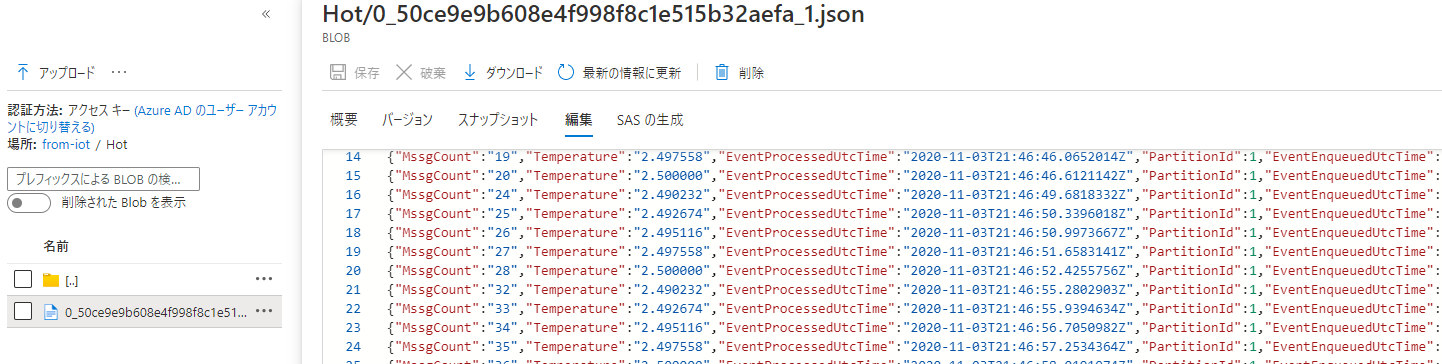 «
アップロード ···
認証方法: アクセス キー (Azure AD のユーザー アカウ
ントに切り替える)
場所: from-iot / Hot
プレフィックスによる BLOB の検...
削除された Blob を表示
名前
[..] ···
0_50ce9e9b608e4f998f8c1e51... ···
Hot/0_50ce9e9b608e4f998f8c1e515b32aefa_1.json
BLOB
保存 破棄 ダウンロード 最新の情報に更新 削除
概要 バージョン スナップショット 編集 SAS の生成
14 {"MssgCount":"19","Temperature":"2.497558","EventProcessedUtcTime":"2020-11-03T21:46:46.0652014Z","PartitionId":1,"EventEnqueuedUtcTime":
15 {"MssgCount":"20","Temperature":"2.500000","EventProcessedUtcTime":"2020-11-03T21:46:46.6121142Z","PartitionId":1,"EventEnqueuedUtcTime":
16 {"MssgCount":"24","Temperature":"2.490232","EventProcessedUtcTime":"2020-11-03T21:46:49.6818332Z","PartitionId":1,"EventEnqueuedUtcTime":
17 {"MssgCount":"25","Temperature":"2.492674","EventProcessedUtcTime":"2020-11-03T21:46:50.3396018Z","PartitionId":1,"EventEnqueuedUtcTime":
18 {"MssgCount":"26","Temperature":"2.495116","EventProcessedUtcTime":"2020-11-03T21:46:50.9973667Z","PartitionId":1,"EventEnqueuedUtcTime":
19 {"MssgCount":"27","Temperature":"2.497558","EventProcessedUtcTime":"2020-11-03T21:46:51.6583141Z","PartitionId":1,"EventEnqueuedUtcTime":
20 {"MssgCount":"28","Temperature":"2.500000","EventProcessedUtcTime":"2020-11-03T21:46:52.4255756Z","PartitionId":1,"EventEnqueuedUtcTime":
21 {"MssgCount":"32","Temperature":"2.490232","EventProcessedUtcTime":"2020-11-03T21:46:55.2802903Z","PartitionId":1,"EventEnqueuedUtcTime":
22 {"MssgCount":"33","Temperature":"2.492674","EventProcessedUtcTime":"2020-11-03T21:46:55.9394634Z","PartitionId":1,"EventEnqueuedUtcTime":
23 {"MssgCount":"34","Temperature":"2.495116","EventProcessedUtcTime":"2020-11-03T21:46:56.7050982Z","PartitionId":1,"EventEnqueuedUtcTime":
24 {"MssgCount":"35","Temperature":"2.497558","EventProcessedUtcTime":"2020-11-03T21:46:57.2534364Z","PartitionId":1,"EventEnqueuedUtcTime":